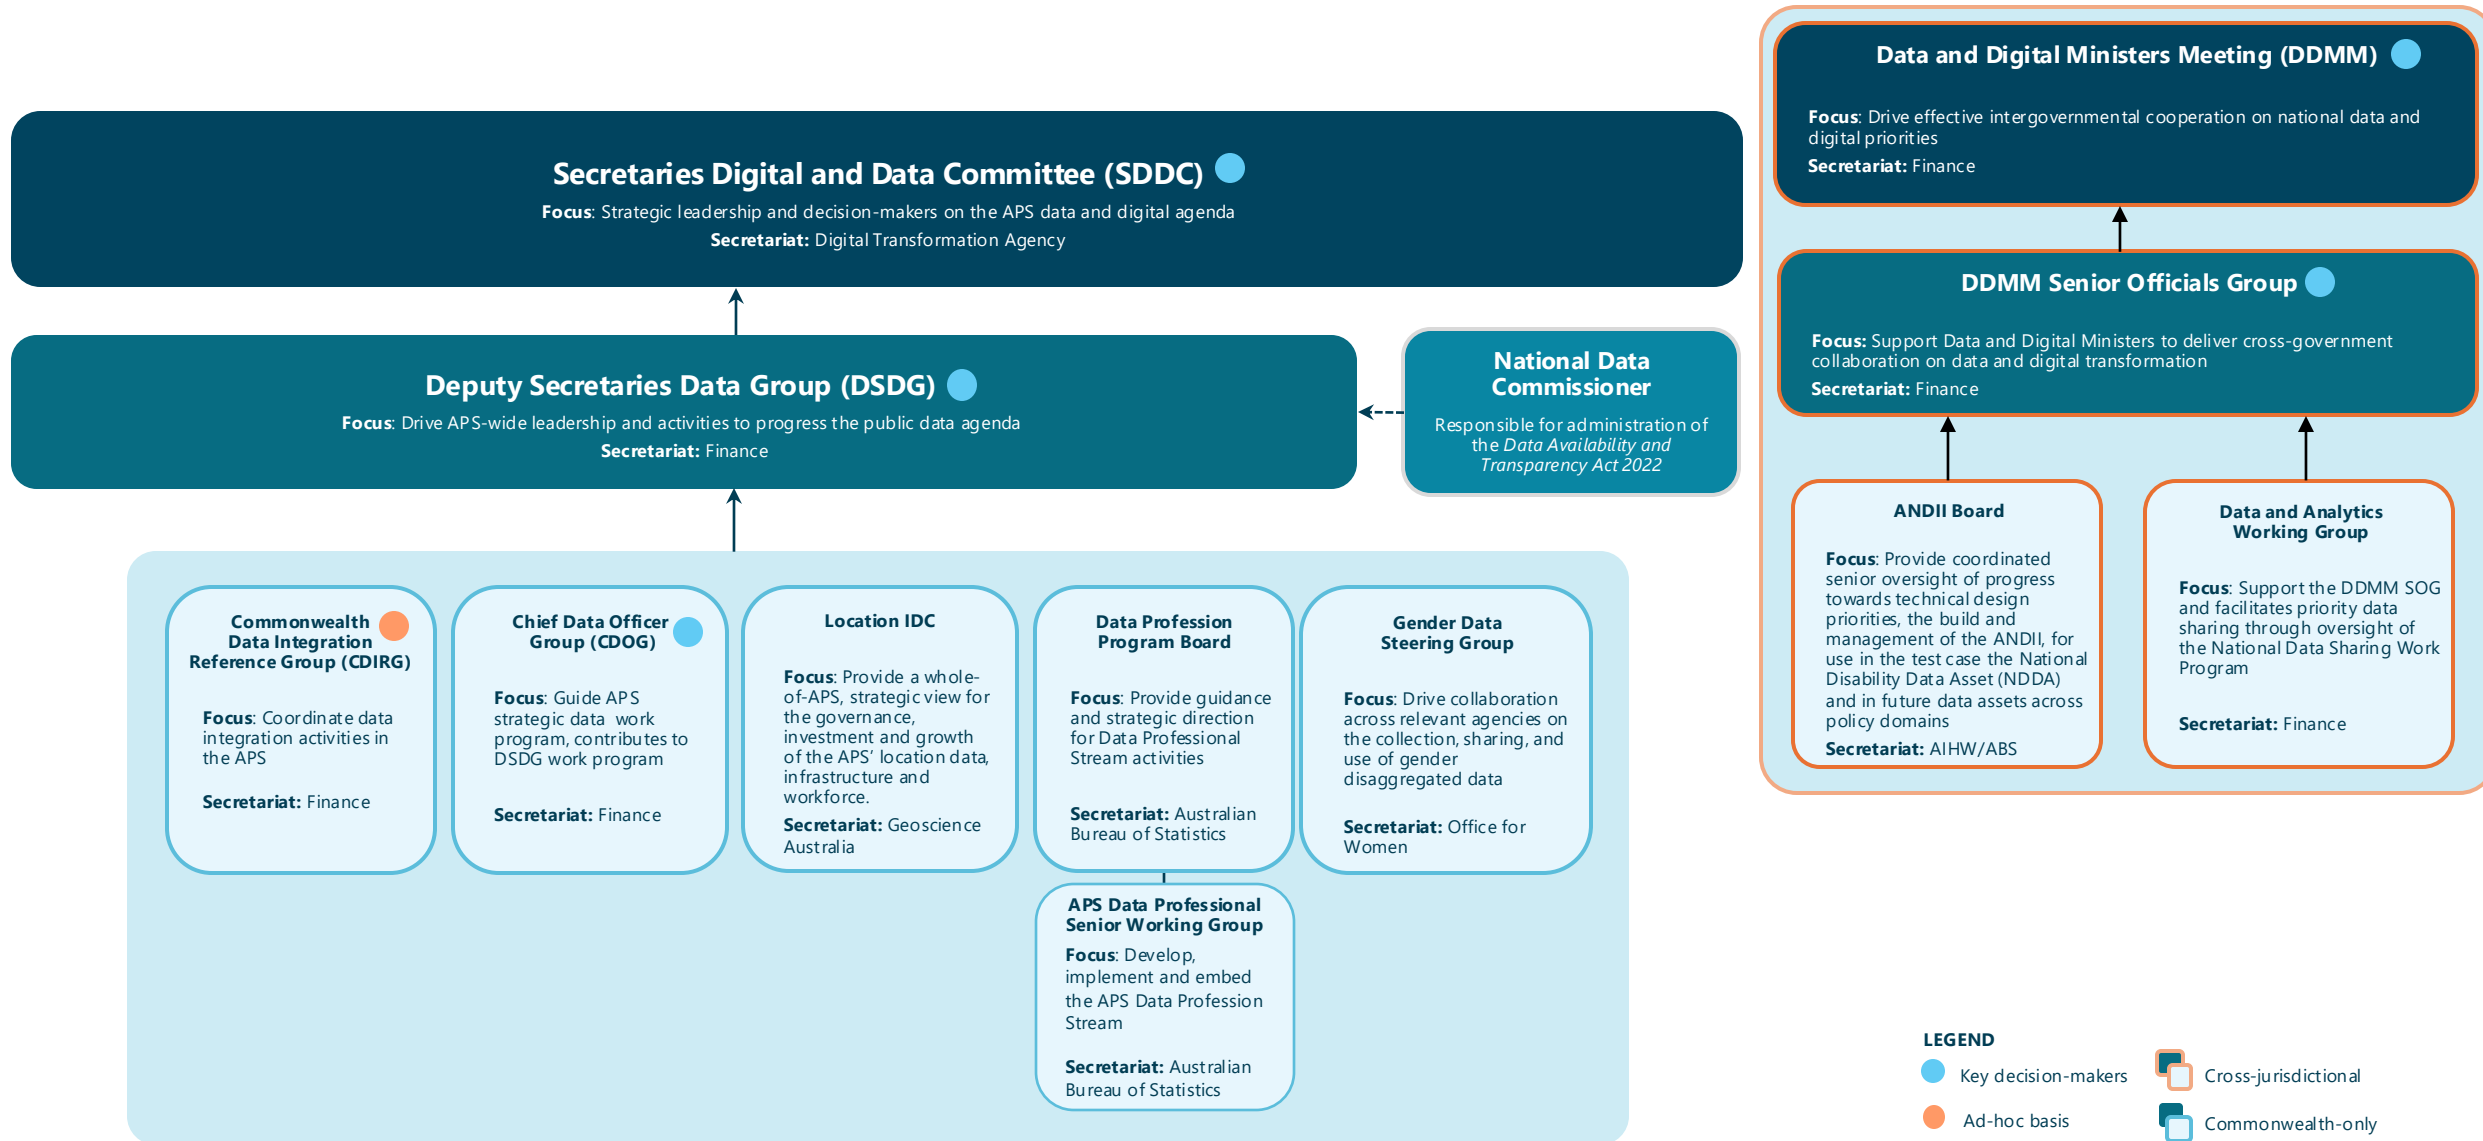 Data and Digital Ministers Meeting (DDMM)
Focus: Drive effective intergovernmental cooperation on national data and
digital priorities
Secretariat: Finance
Secretaries Digital and Data Committee (SDDC)
Focus: Strategic leadership and decision-makers on the APS data and digital agenda
Secretariat: Digital Transformation Agency
DDMM Senior Officials Group
Focus: Support Data and Digital Ministers to deliver cross-government
collaboration on data and digital transformation
Secretariat: Finance
Deputy Secretaries Data Group (DSDG)
Focus: Drive APS-wide leadership and activities to progress the public data agenda
Secretariat: Finance
National Data
Commissioner
Responsible for administration of
the Data Availability and
Transparency Act 2022
ANDII Board
Focus: Provide coordinated
senior oversight of progress
towards technical design
priorities, the build and
management of the ANDII, for
use in the test case the National
Disability Data Asset (NDDA)
and in future data assets across
policy domains
Secretariat: AIHW/ABS
Data and Analytics
Working Group
Focus: Support the DDMM SOG
and facilitates priority data
sharing through oversight of
the National Data Sharing Work
Program
Secretariat: Finance
Commonwealth
Data Integration
Reference Group (CDIRG)
Focus: Coordinate data
integration activities in
the APS
Secretariat: Finance
Chief Data Officer
Group (CDOG)
Focus: Guide APS
strategic data work
program, contributes to
DSDG work program
Secretariat: Finance
Location IDC
Focus: Provide a whole-
of-APS, strategic view for
the governance,
investment and growth
of the APS’ location data,
infrastructure and
workforce.
Secretariat: Geoscience
Australia
Data Profession
Program Board
Focus: Provide guidance
and strategic direction
for Data Professional
Stream activities
Secretariat: Australian
Bureau of Statistics
Gender Data
Steering Group
Focus: Drive collaboration
across relevant agencies on
the collection, sharing, and
use of gender
disaggregated data
Secretariat: Office for
Women
APS Data Professional
Senior Working Group
Focus: Develop,
implement and embed
the APS Data Profession
Stream
Secretariat: Australian
Bureau of Statistics
LEGEND
Key decision-makers
Cross-jurisdictional
Ad-hoc basis
Commonwealth-only